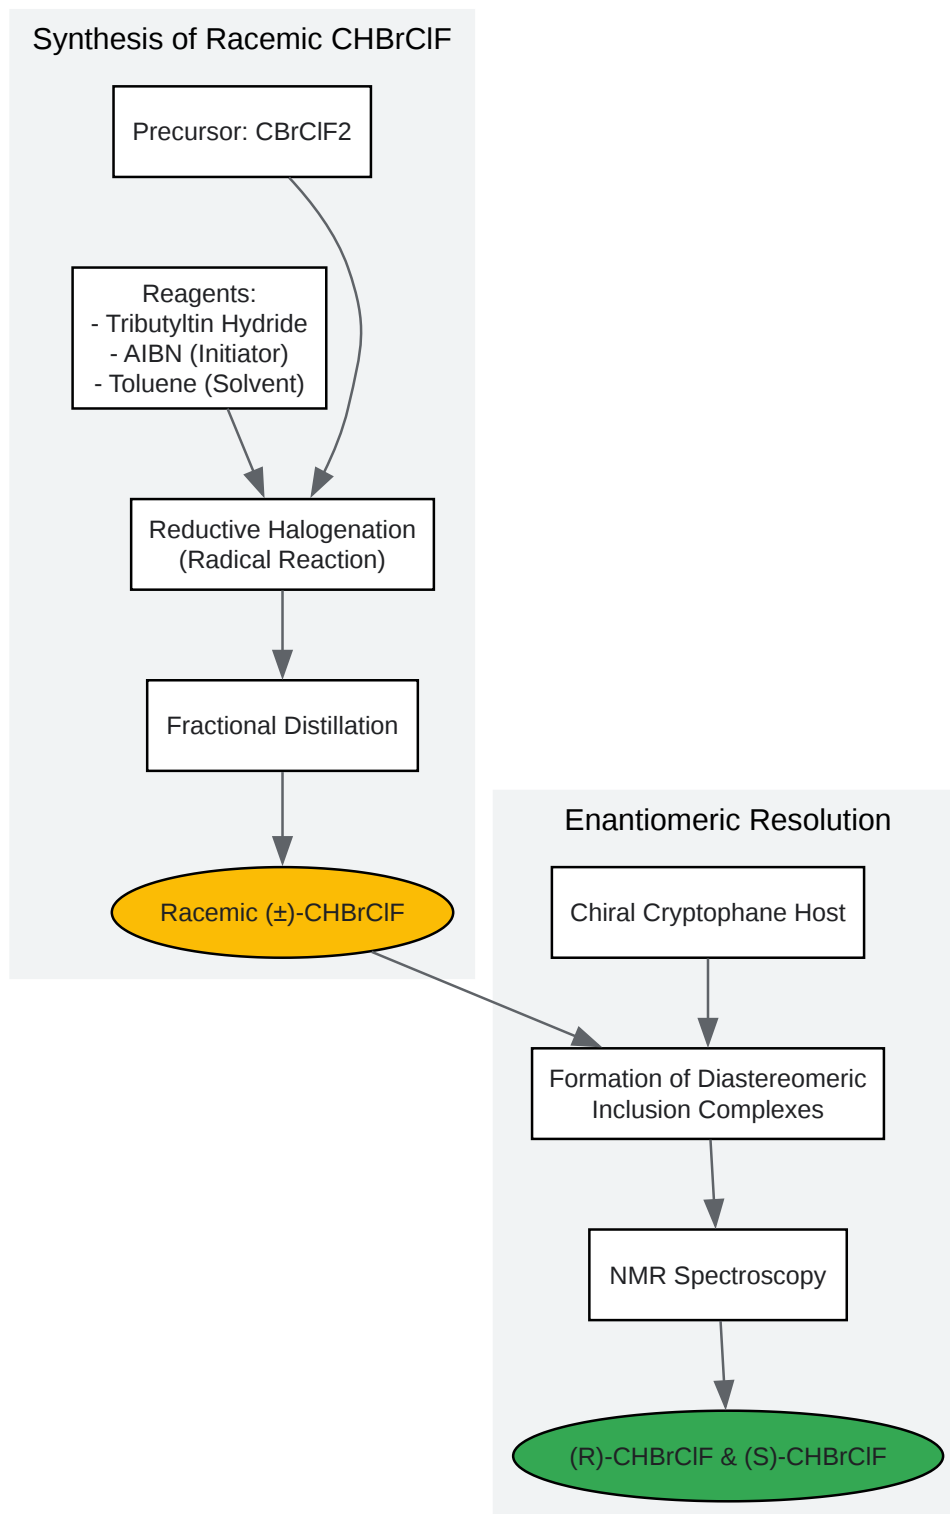 Synthesis of Racemic CHBrClF
Precursor: CBrClF2
Reagents:
- Tributyltin Hydride
- AIBN (Initiator)
- Toluene (Solvent)
Reductive Halogenation
(Radical Reaction)
Fractional Distillation
Racemic (±)-CHBrClF
Enantiomeric Resolution
Chiral Cryptophane Host
Formation of Diastereomeric
Inclusion Complexes
NMR Spectroscopy
(R)-CHBrClF & (S)-CHBrClF